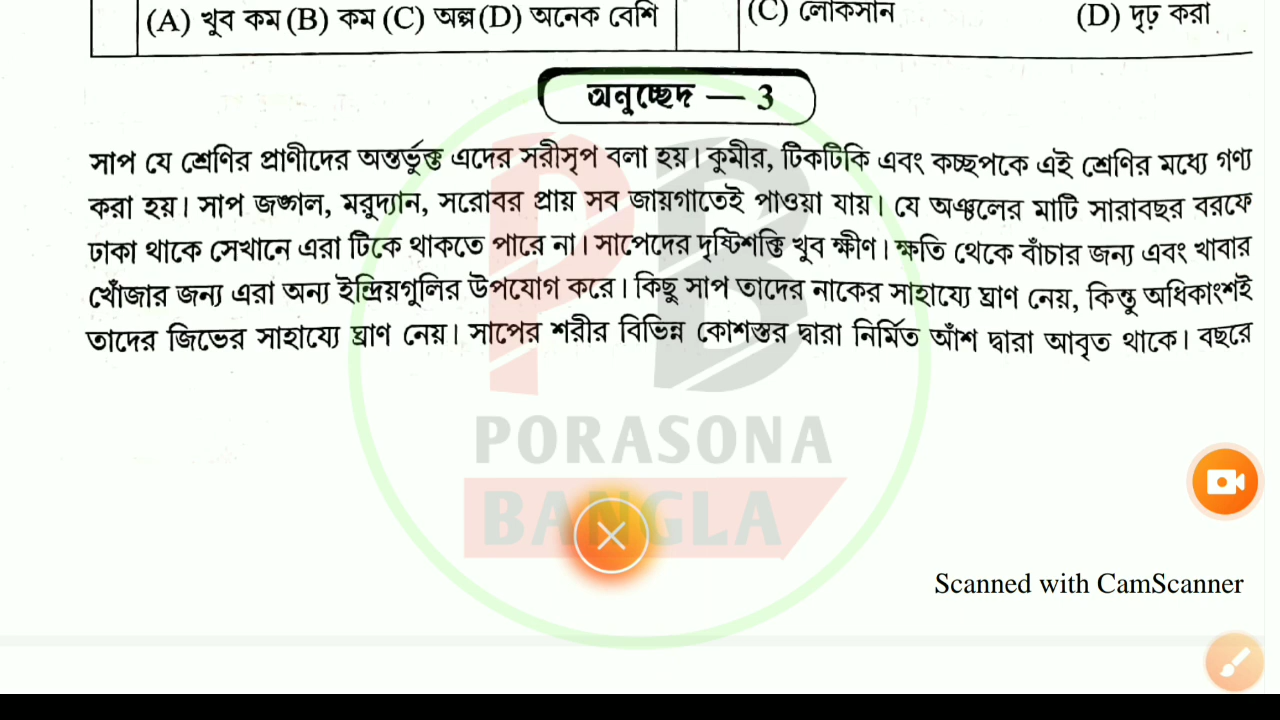 (A) খুব কম (B) কম (C) অল্প (D) অনেক বেশি
(C) লোকসান (D) দৃঢ় করা
অনুচ্ছেদ — 3
সাপ যে শ্রেণির প্রাণীদের অন্তর্ভুক্ত এদের সরীসৃপ বলা হয়। কুমীর, টিকটিকি এবং কচ্ছপকে এই শ্রেণির মধ্যে গণ্য
করা হয়। সাপ জঙ্গল, মরুদ্যান, সরোবর প্রায় সব জায়গাতেই পাওয়া যায়। যে অঞ্চলের মাটি সারাবছর বরফে
ঢাকা থাকে সেখানে এরা টিকে থাকতে পারে না। সাপেদের দৃষ্টিশক্তি খুব ক্ষীণ। ক্ষতি থেকে বাঁচার জন্য এবং খাবার
খোঁজার জন্য এরা অন্য ইন্দ্রিয়গুলির উপযোগ করে। কিছু সাপ তাদের নাকের সাহায্যে ঘ্রাণ নেয়, কিন্তু অধিকাংশই
তাদের জিভের সাহায্যে ঘ্রাণ নেয়। সাপের শরীর বিভিন্ন কোশস্তর দ্বারা নির্মিত আঁশ দ্বারা আবৃত থাকে। বছরে
PB
PORASONA
BANGLA
Scanned with CamScanner